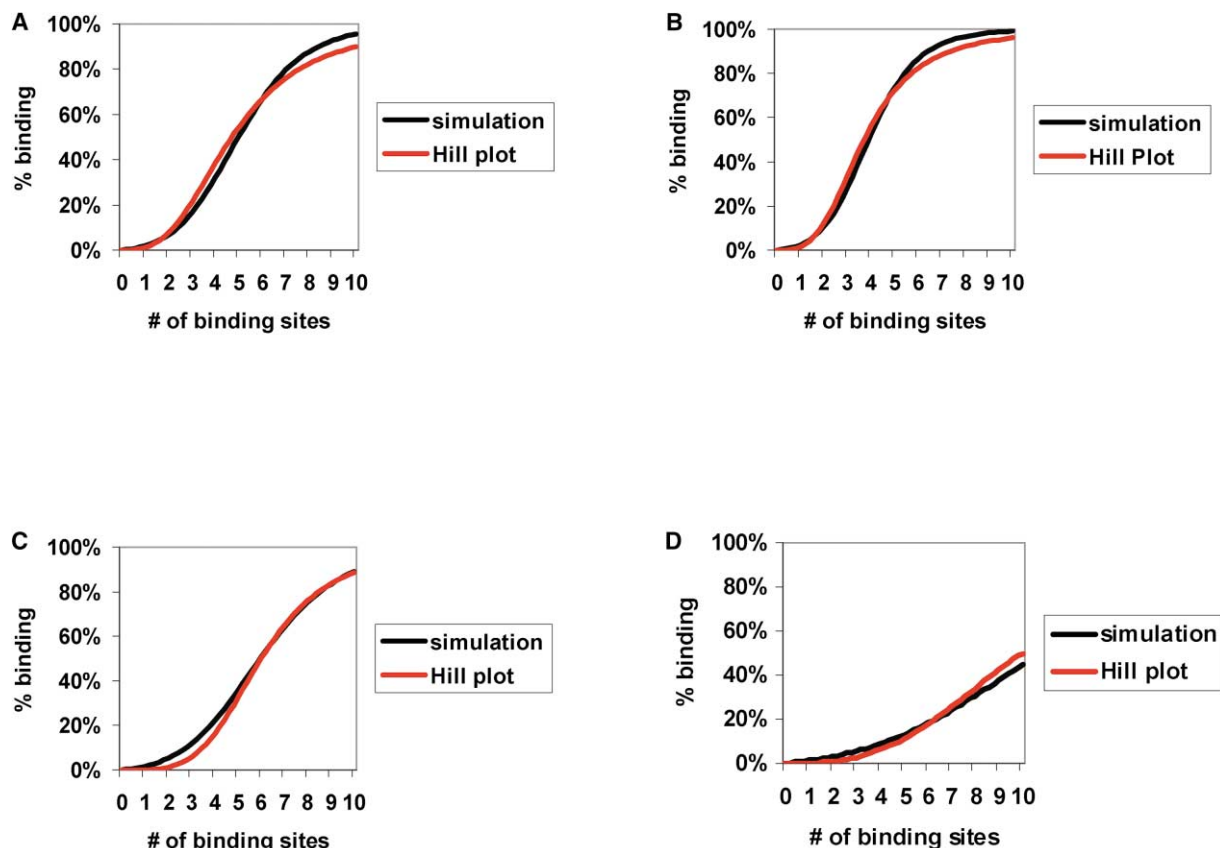 A
100%
80%
60%
40%
20%
0%
% binding
0 1 2 3 4 5 6 7 8 9 10
# of binding sites
simulation
Hill plot
B
100%
80%
60%
40%
20%
0%
% binding
0 1 2 3 4 5 6 7 8 9 10
# of binding sites
simulation
Hill Plot
C
100%
80%
60%
40%
20%
0%
% binding
0 1 2 3 4 5 6 7 8 9 10
# of binding sites
simulation
Hill plot
D
100%
80%
60%
40%
20%
0%
% binding
0 1 2 3 4 5 6 7 8 9 10
# of binding sites
simulation
Hill plot